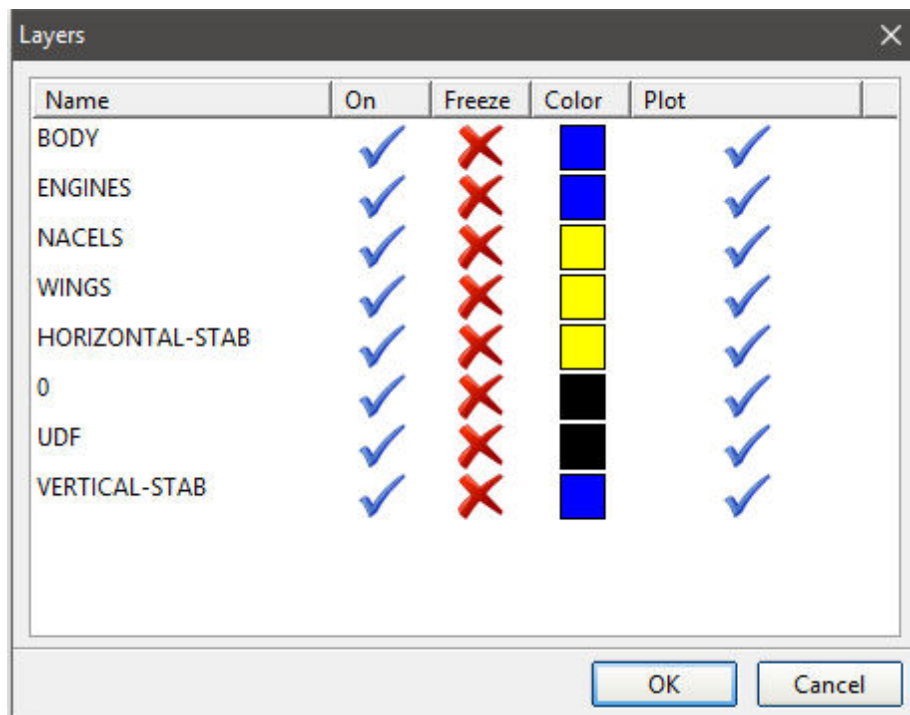 Layers
Name On Freeze Color Plot
BODY
ENGINES
NACELS
WINGS
HORIZONTAL-STAB
0
UDF
VERTICAL-STAB
OK Cancel